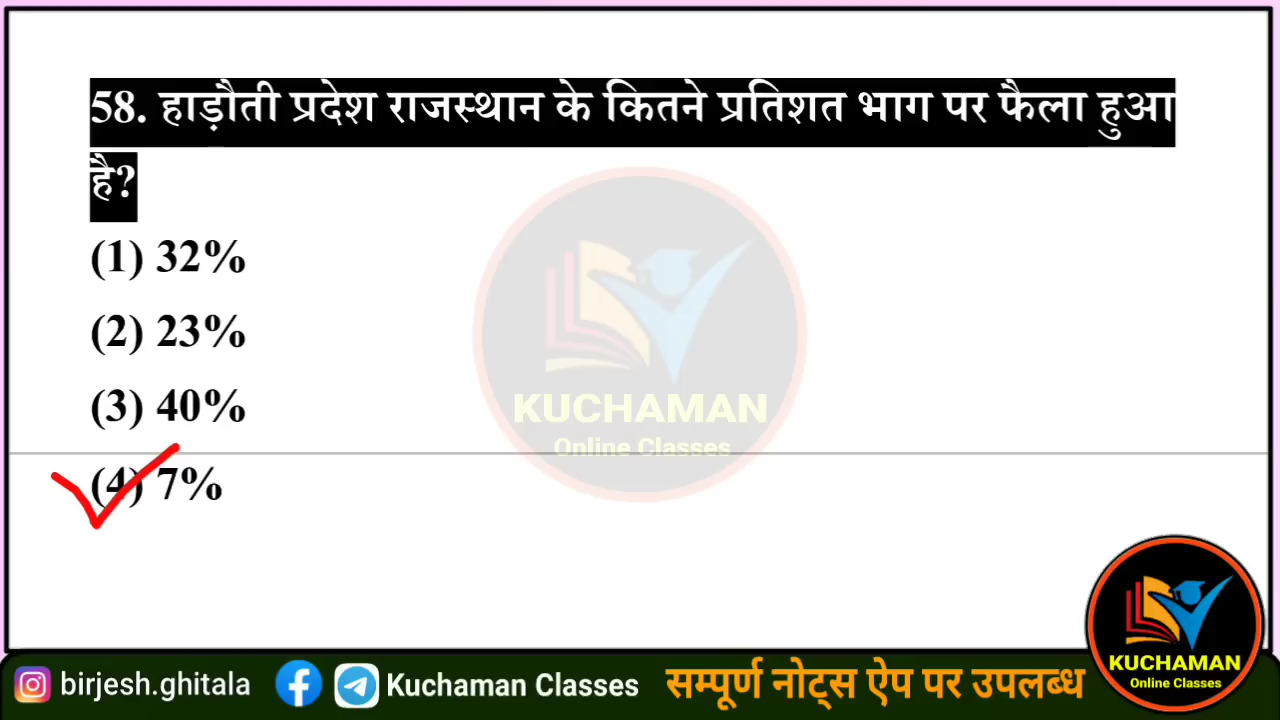 58. हाड़ौती प्रदेश राजस्थान के कितने प्रतिशत भाग पर फैला हुआ
है?
(1) 32%
(2) 23%
(3) 40%
(4) 7%
KUCHAMAN
Online Classes
KUCHAMAN
Online Classes
birjesh.ghitala
Kuchaman Classes
सम्पूर्ण नोट्स ऐप पर उपलब्ध